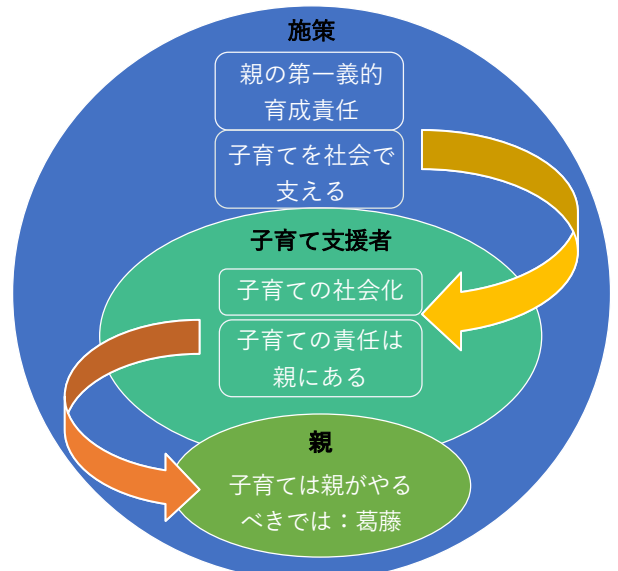 施策
親の第一義的
育成責任
子育てを社会で
支える
子育て支援者
子育ての社会化
子育ての責任は
親にある
親
子育ては親がやる
べきでは：葛藤